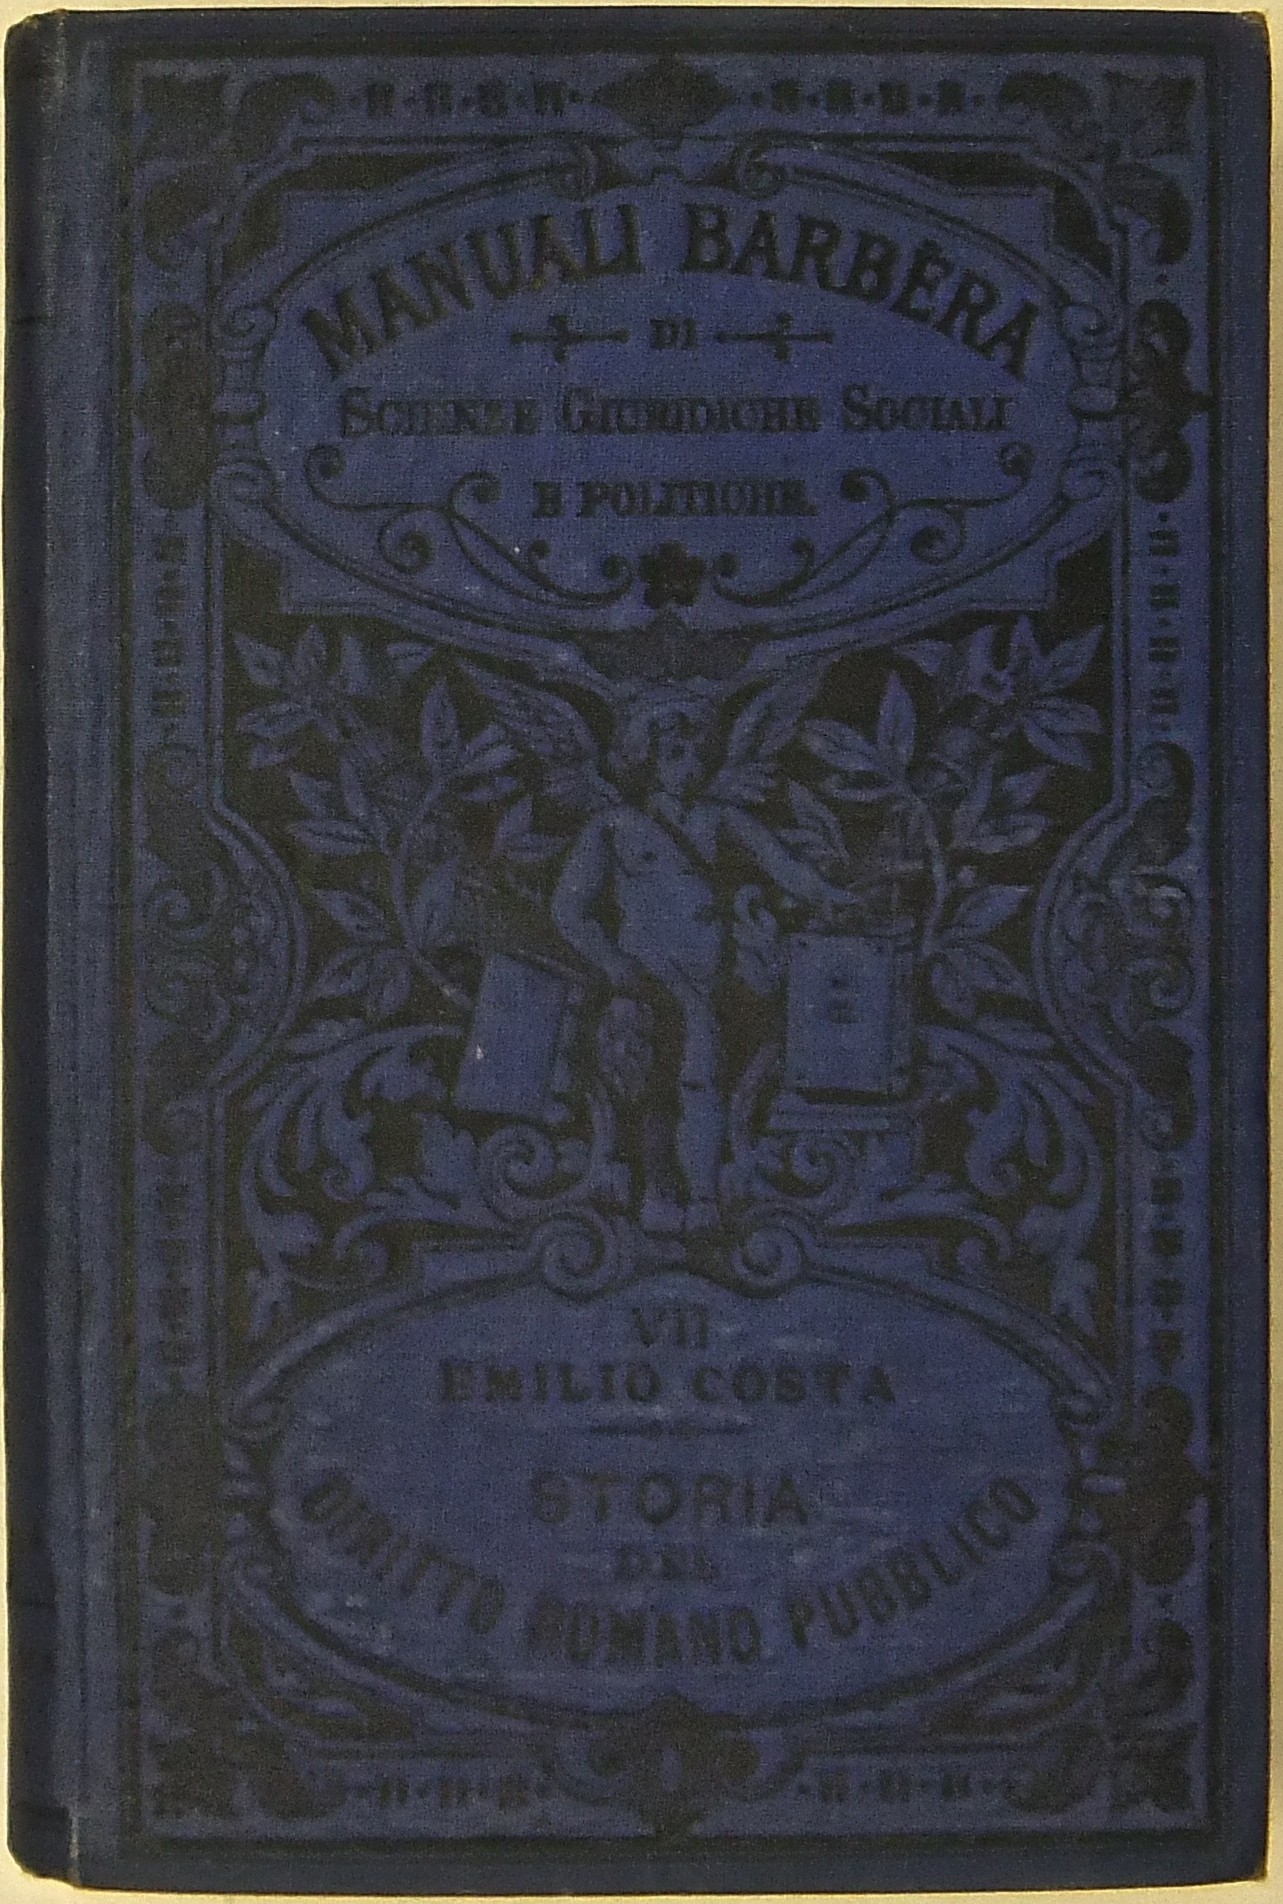 MANUALI BARBÈRA
DI
SCIENZE GIURIDICHE SOCIALI
E POLITICHE.
VII
EMILIO COSTA
STORIA
DEL
DIRITTO ROMANO PUBBLICO